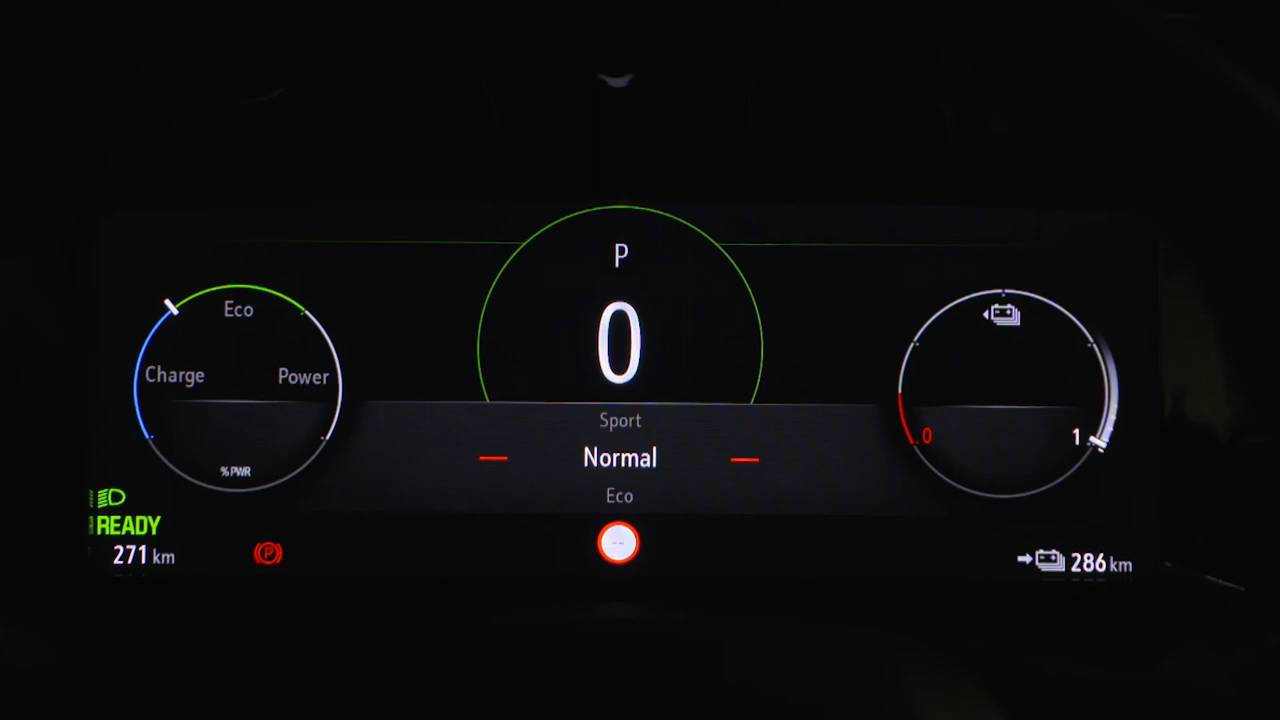 P
0
Eco
Charge
Power
% PWR
Sport
Normal
Eco
--
0
1
READY
271 km
P
286 km